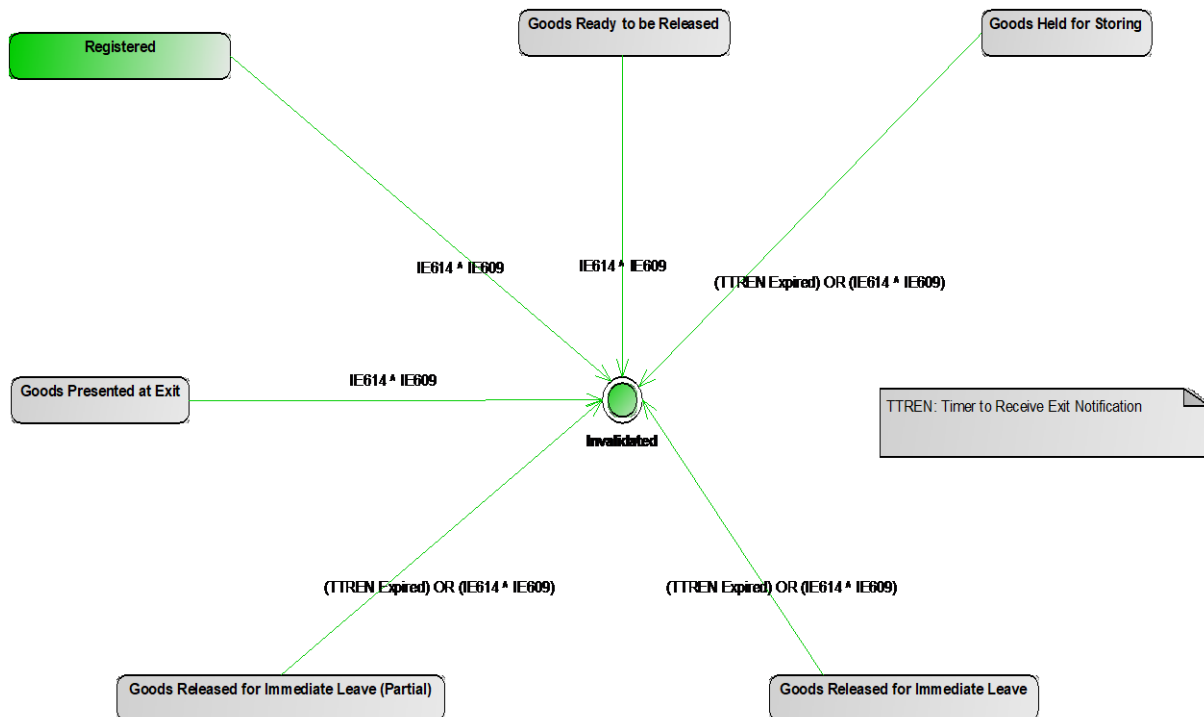 Goods Ready to be Released
Goods Held for Storing
Registered
IE614 ^ IE609
IE614 ^ IE609
(TTREN Expired) OR (IE614 ^ IE609)
IE614 ^ IE609
Goods Presented at Exit
TTREN: Timer to Receive Exit Notification
Invalidated
(TTREN Expired) OR (IE614 ^ IE609)
(TTREN Expired) OR (IE614 ^ IE609)
Goods Released for Immediate Leave (Partial)
Goods Released for Immediate Leave